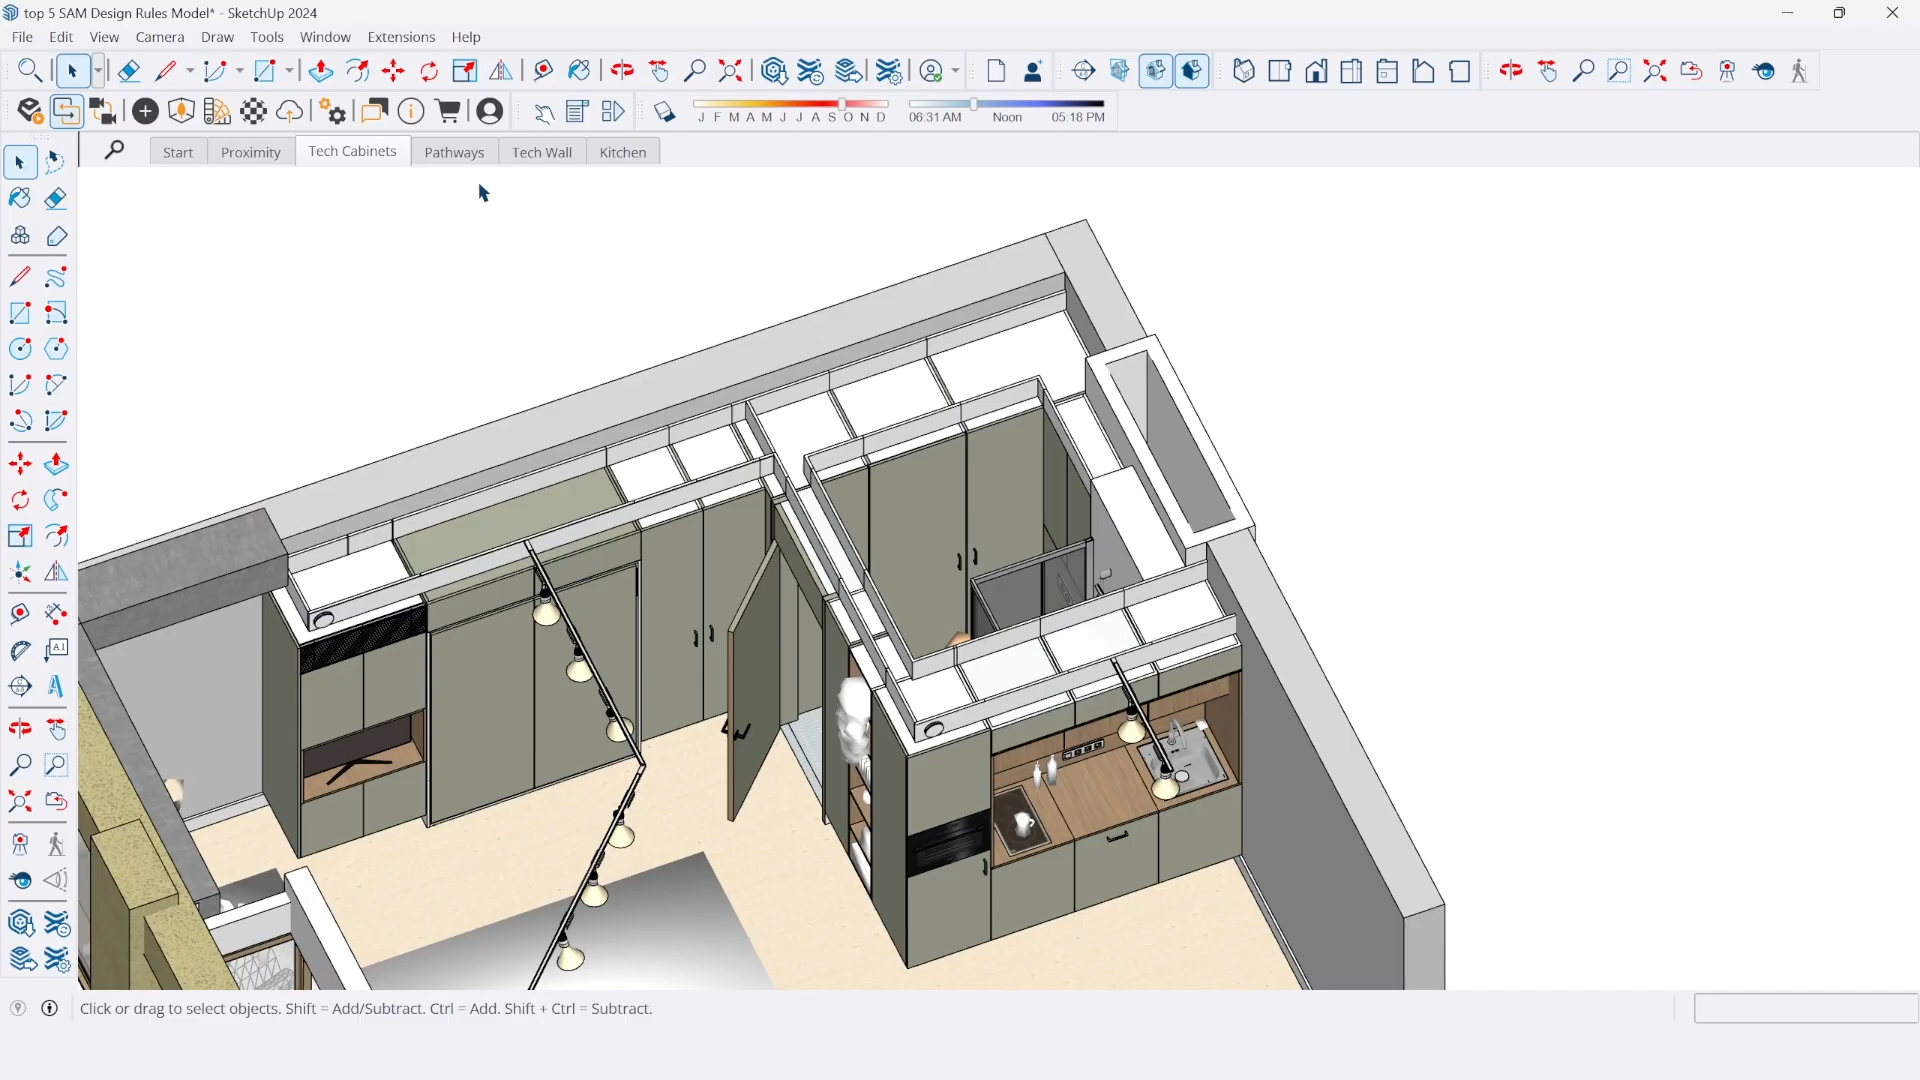 top 5 SAM Design Rules Model* - SketchUp 2024
File Edit View Camera Draw Tools Window Extensions Help
J F M A M J J A S O N D 06:31 AM Noon 05:18 PM
Start Proximity Tech Cabinets Pathways Tech Wall Kitchen
A1
A
Click or drag to select objects. Shift = Add/Subtract. Ctrl = Add. Shift + Ctrl = Subtract.